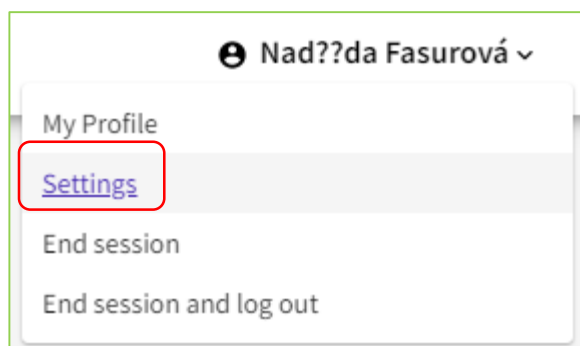 Nad??da Fasurová
My Profile
Settings
End session
End session and log out